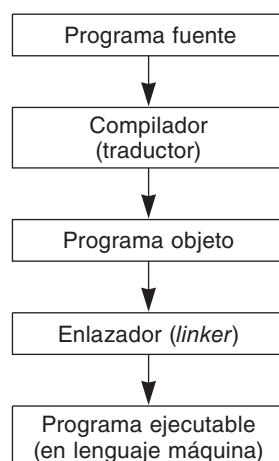 Programa fuente
Compilador
(traductor)
Programa objeto
Enlazador (linker)
Programa ejecutable
(en lenguaje máquina)